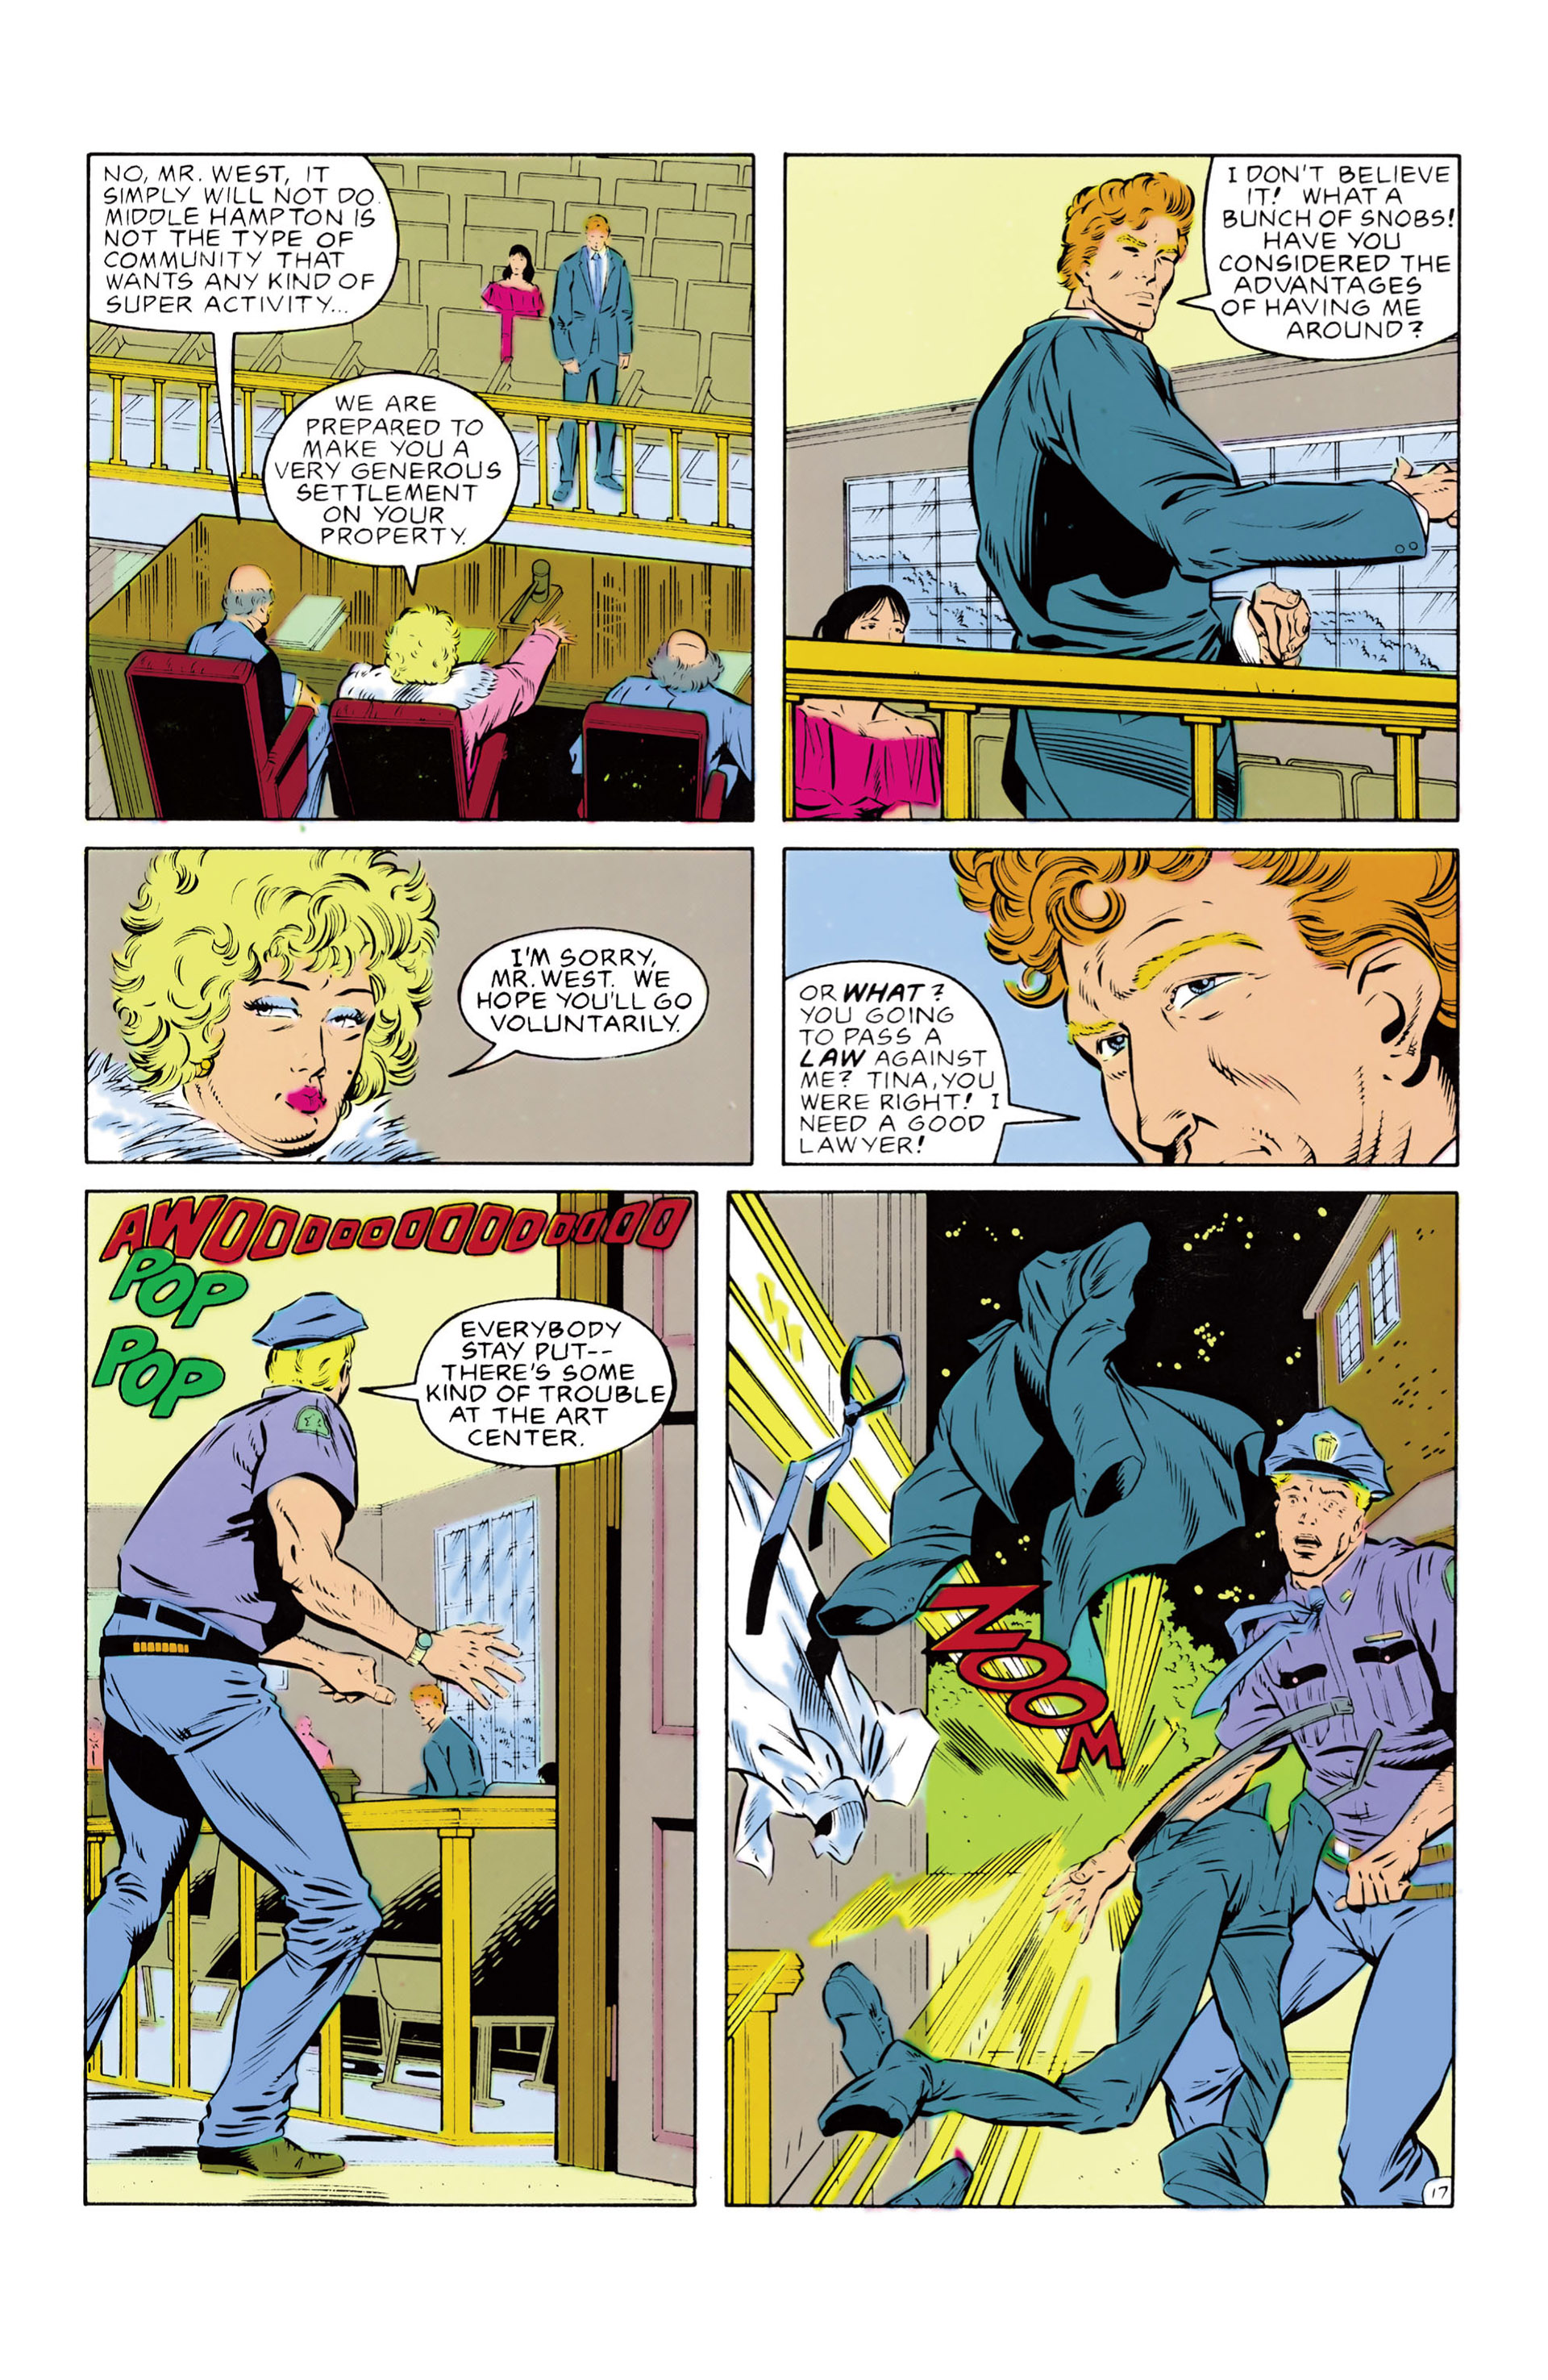 NO, MR. WEST, IT
SIMPLY WILL NOT DO.
MIDDLE HAMPTON IS
NOT THE TYPE OF
COMMUNITY THAT
WANTS ANY KIND OF
SUPER ACTIVITY...
WE ARE
PREPARED TO
MAKE YOU A
VERY GENEROUS
SETTLEMENT
ON YOUR
PROPERTY.
I DON'T BELIEVE
IT! WHAT A
BUNCH OF SNOBS!
HAVE YOU
CONSIDERED THE
ADVANTAGES
OF HAVING ME
AROUND?
I'M SORRY,
MR. WEST. WE
HOPE YOU'LL GO
VOLUNTARILY.
OR WHAT?
YOU GOING
TO PASS A
LAW AGAINST
ME? TINA, YOU
WERE RIGHT! I
NEED A GOOD
LAWYER!
AWOOOOOOOOOOOOOOO
POP
POP
EVERYBODY
STAY PUT--
THERE'S SOME
KIND OF TROUBLE
AT THE ART
CENTER.
ZOOM
17